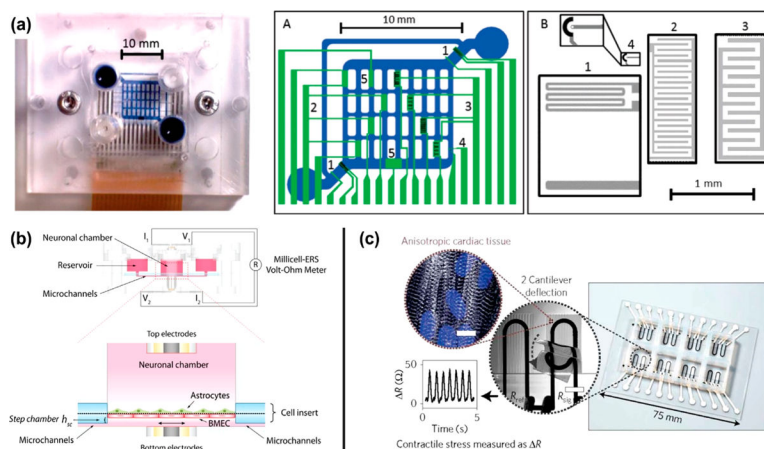 (a)
10 mm
A
10 mm
1
5
2
3
4
5
1
B
4
1
2
3
1 mm
(b)
Neuronal chamber
Reservoir
Microchannels
I1
V1
R
V2
I2
Millicell-ERS
Volt-Ohm Meter
Top electrodes
Neuronal chamber
Astrocytes
Cell insert
Step chamber hsc
Microchannels
BMEC
Microchannels
Bottom electrodes
(c)
Anisotropic cardiac tissue
2 Cantilever
deflection
ΔR
(Ω)
50
0
0
5
Time (s)
75 mm
Contractile stress measured as ΔR